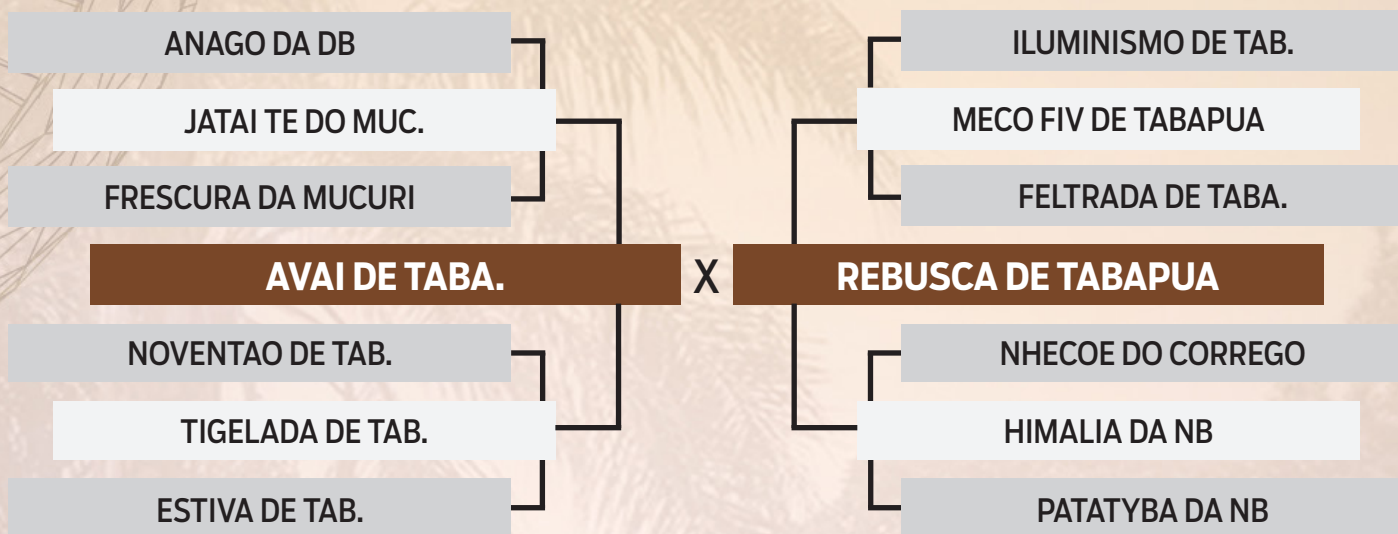 ANAGO DA DB
JATAI TE DO MUC.
FRESCURA DA MUCURI
AVAI DE TABA.
NOVENTAO DE TAB.
TIGELADA DE TAB.
ESTIVA DE TAB.
X
ILUMINISMO DE TAB.
MECO FIV DE TABAPUA
FELTRADA DE TABA.
REBUSCA DE TABAPUA
NHECOE DO CORREGO
HIMALIA DA NB
PATATYBA DA NB